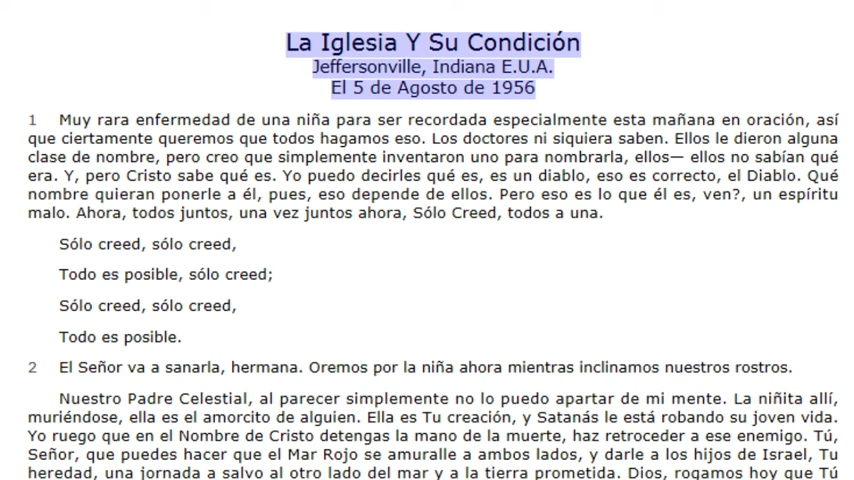 La Iglesia Y Su Condición
Jeffersonville, Indiana E.U.A.
El 5 de Agosto de 1956
1 Muy rara enfermedad de una niña para ser recordada especialmente esta mañana en oración, así
que ciertamente queremos que todos hagamos eso. Los doctores ni siquiera saben. Ellos le dieron alguna
clase de nombre, pero creo que simplemente inventaron uno para nombrarla, ellos— ellos no sabían qué
era. Y, pero Cristo sabe qué es. Yo puedo decirles qué es, es un diablo, eso es correcto, el Diablo. Qué
nombre quieran ponerle a él, pues, eso depende de ellos. Pero eso es lo que él es, ven?, un espíritu
malo. Ahora, todos juntos, una vez juntos ahora, Sólo Creed, todos a una.
Sólo creed, sólo creed,
Todo es posible, sólo creed;
Sólo creed, sólo creed,
Todo es posible.
2 El Señor va a sanarla, hermana. Oremos por la niña ahora mientras inclinamos nuestros rostros.
Nuestro Padre Celestial, al parecer simplemente no lo puedo apartar de mi mente. La niñita allí,
muriéndose, ella es el amorcito de alguien. Ella es Tu creación, y Satanás le está robando su joven vida.
Yo ruego que en el Nombre de Cristo detengas la mano de la muerte, haz retroceder a ese enemigo. Tú,
Señor, que puedes hacer que el Mar Rojo se amuralle a ambos lados, y darle a los hijos de Israel, Tu
heredad, una jornada a salvo al otro lado del mar y a la tierra prometida. Dios, rogamos hoy que Tú